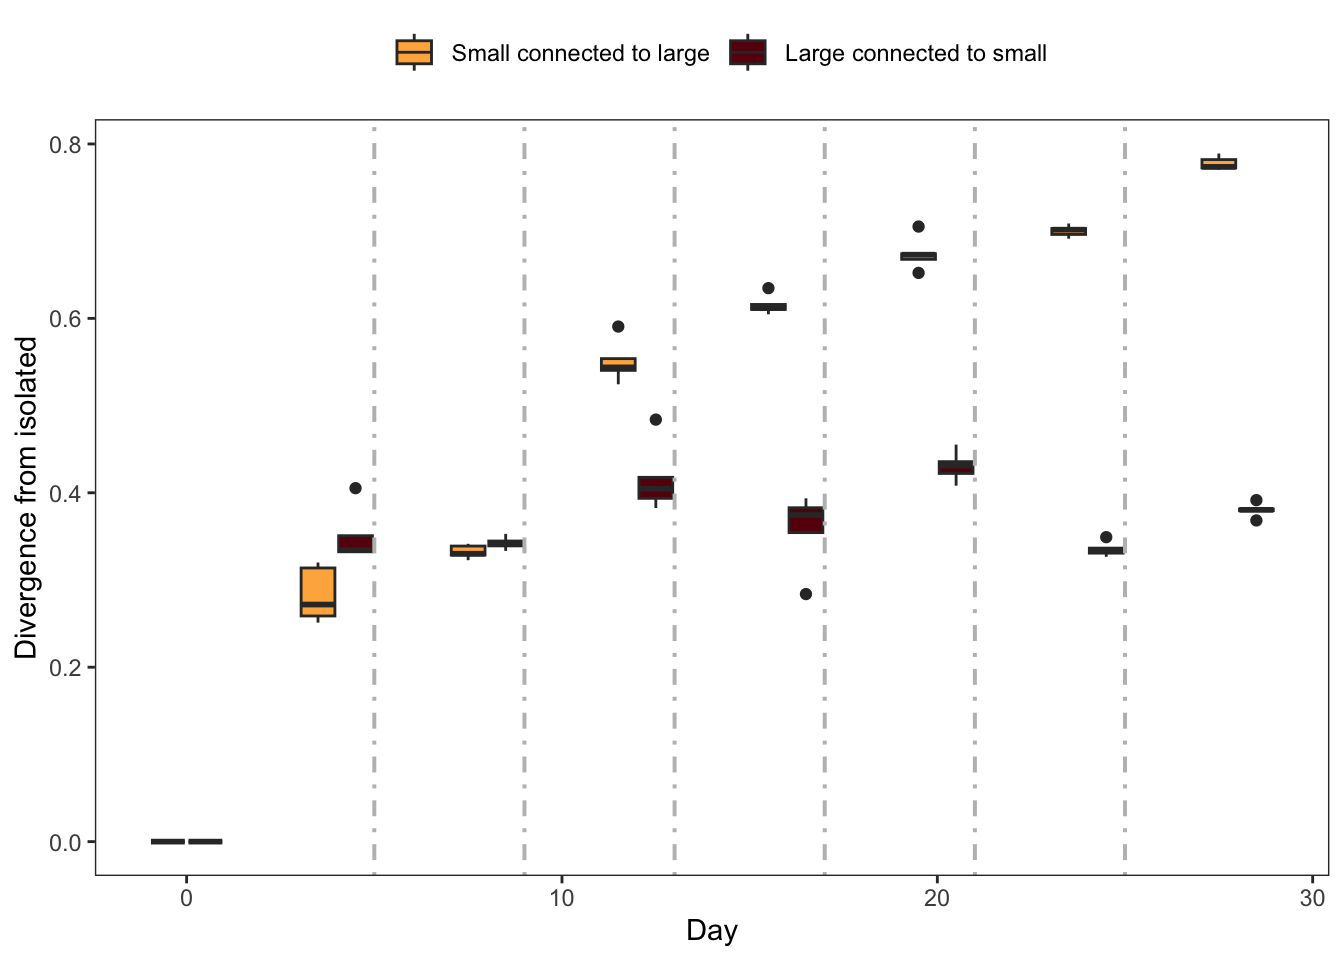 Small connected to large
Large connected to small
Divergence from isolated
0.8
0.6
0.4
0.2
0.0
0
10
20
30
Day